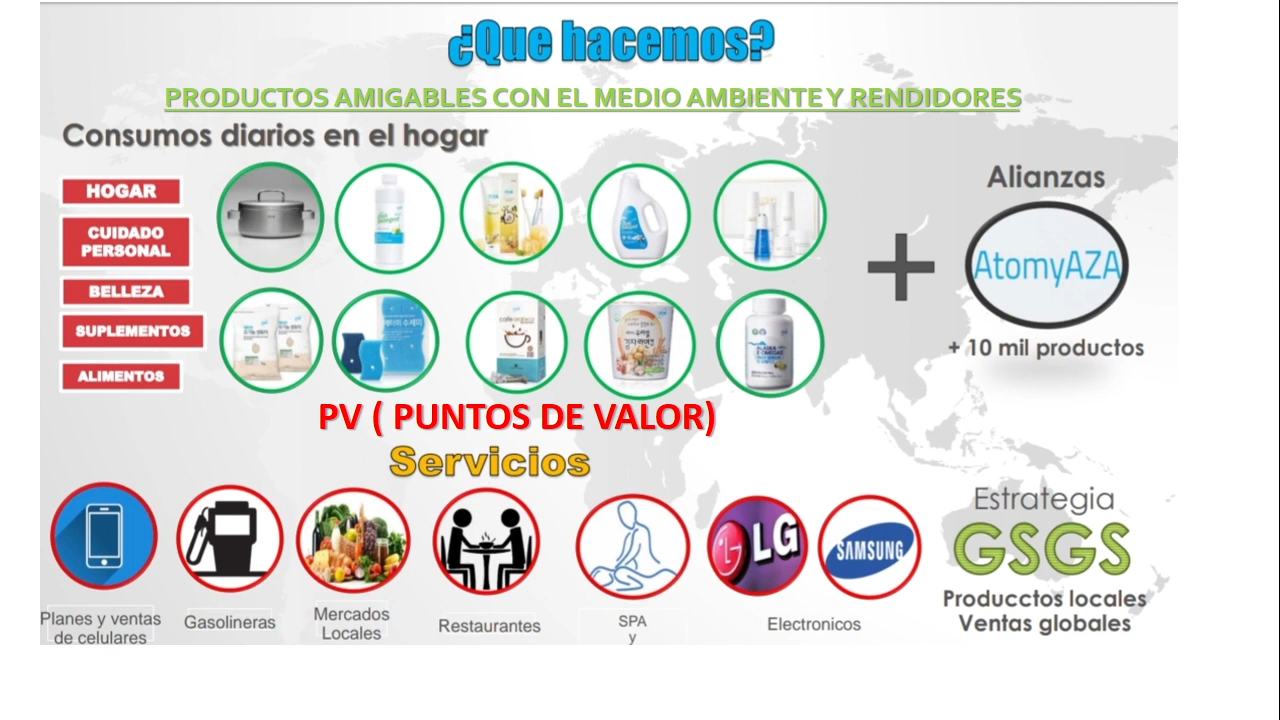 ¿Que hacemos?
PRODUCTOS AMIGABLES CON EL MEDIO AMBIENTE Y RENDIDORES
Consumos diarios en el hogar
HOGAR
CUIDADO
PERSONAL
BELLEZA
SUPLEMENTOS
ALIMENTOS
Alianzas
AtomyAZA
+ 10 mil productos
PV ( PUNTOS DE VALOR)
Servicios
LG
SAMSUNG
Planes y ventas
de celulares
Gasolineras
Mercados
Locales
Restaurantes
SPA
y
Electronicos
Estrategia
GSGS
Producctos locales
Ventas globales